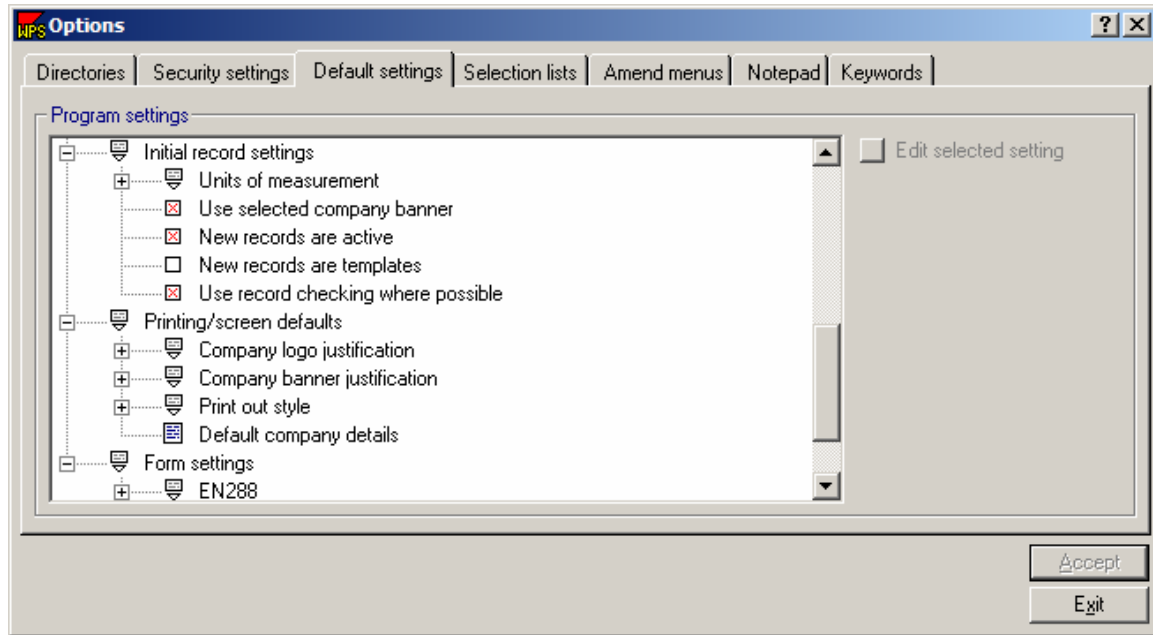 WPS Options
Directories Security settings Default settings Selection lists Amend menus Notepad Keywords
Program settings
Initial record settings
Edit selected setting
Units of measurement
Use selected company banner
New records are active
New records are templates
Use record checking where possible
Printing/screen defaults
Company logo justification
Company banner justification
Print out style
Default company details
Form settings
EN288
Accept
Exit